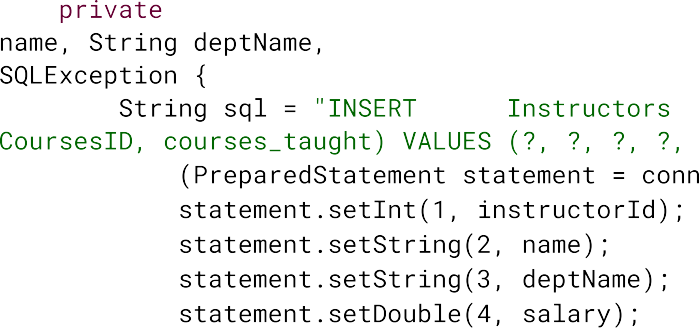 private
name, String deptName,
SQLException {
String sql = "INSERT Instructors
CoursesID, courses_taught) VALUES (?, ?, ?, ?,
(PreparedStatement statement = conn
statement.setInt(1, instructorId);
statement.setString(2, name);
statement.setString(3, deptName);
statement.setDouble(4, salary);